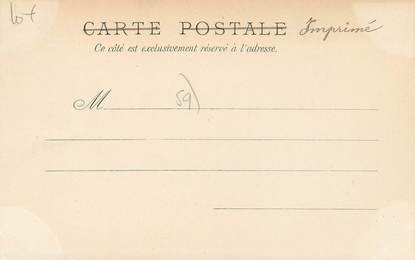 lot
CARTE POSTALE Imprimé
Ce côté est exclusivement réservé à l'adresse.
M 59)